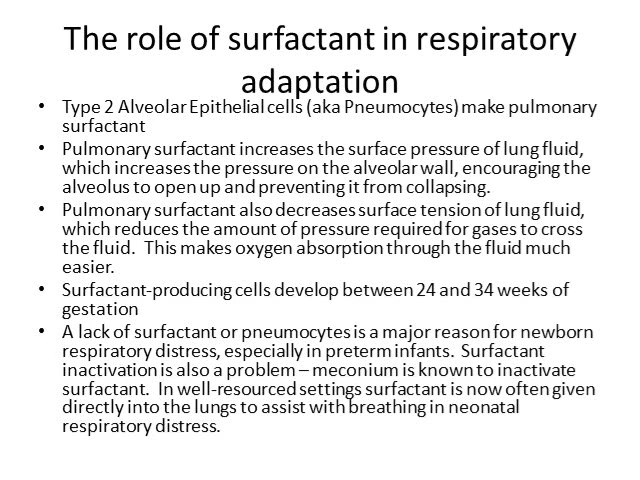 The role of surfactant in respiratory
adaptation
• Type 2 Alveolar Epithelial cells (aka Pneumocytes) make pulmonary
surfactant
• Pulmonary surfactant increases the surface pressure of lung fluid,
which increases the pressure on the alveolar wall, encouraging the
alveolus to open up and preventing it from collapsing.
• Pulmonary surfactant also decreases surface tension of lung fluid,
which reduces the amount of pressure required for gases to cross
the fluid. This makes oxygen absorption through the fluid much
easier.
• Surfactant-producing cells develop between 24 and 34 weeks of
gestation
• A lack of surfactant or pneumocytes is a major reason for newborn
respiratory distress, especially in preterm infants. Surfactant
inactivation is also a problem – meconium is known to inactivate
surfactant. In well-resourced settings surfactant is now often given
directly into the lungs to assist with breathing in neonatal
respiratory distress.